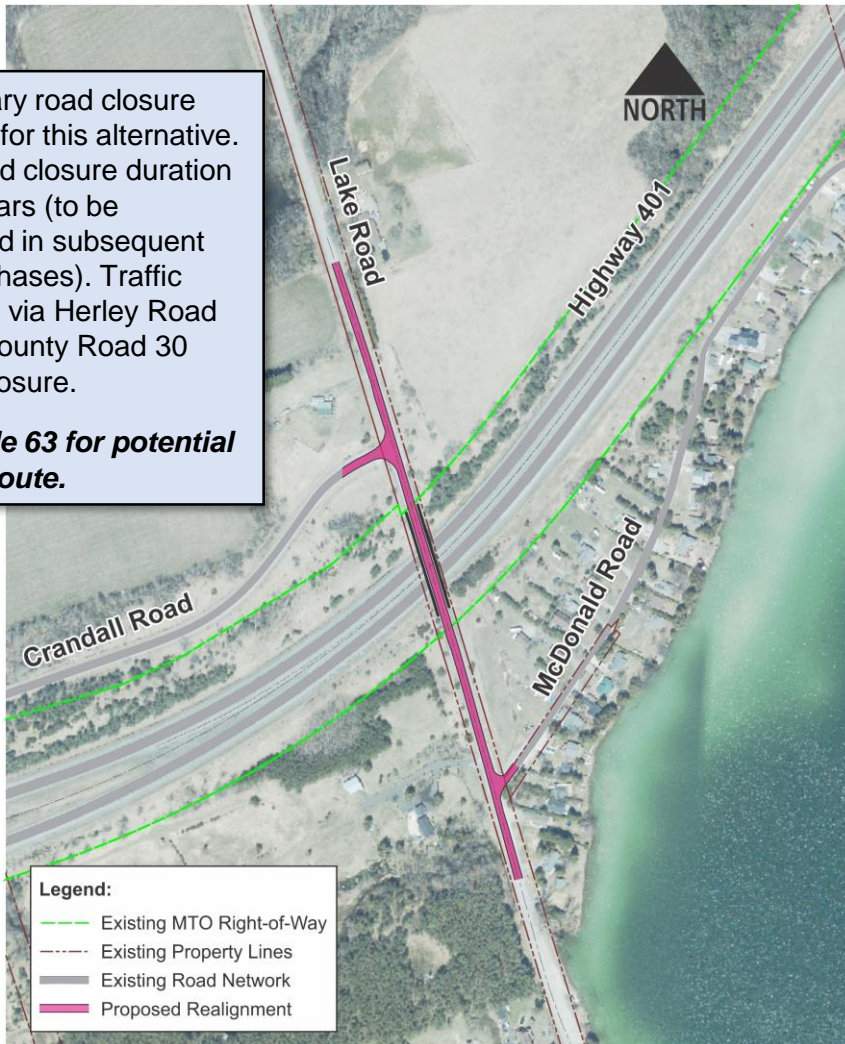 ary road closure
for this alternative.
d closure duration
ars (to be
d in subsequent
hases). Traffic
via Herley Road
ounty Road 30
osure.
le 63 for potential
oute.
NORTH
Lake Road
Highway 401
Crandall Road
McDonald Road
Legend:
Existing MTO Right-of-Way
Existing Property Lines
Existing Road Network
Proposed Realignment